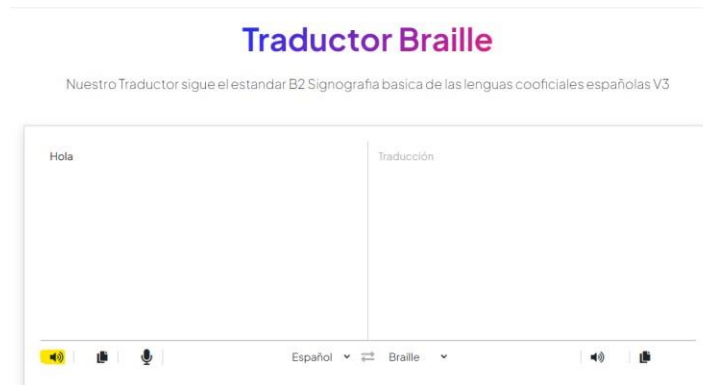 Traductor Braille
Nuestro Traductor sigue el estandar B2 Signografia basica de las lenguas cooficiales españolas V3
Hola
Traducción
Español
Braille